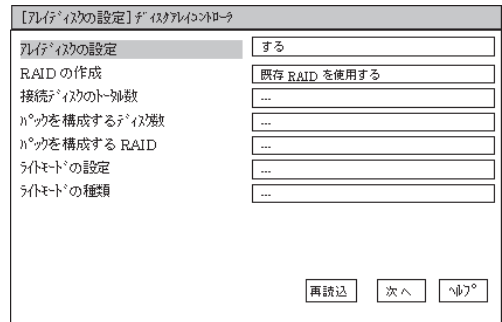 [ｱﾚｲﾃﾞｨｽｸの設定] ﾃﾞｨｽｸｱﾚｲｺﾝﾄﾛｰﾗ
ｱﾚｲﾃﾞｨｽｸの設定 する
RAID の作成 既存 RAID を使用する
接続ﾃﾞｨｽｸのﾄｰﾀﾙ数 ...
ﾊﾟｯｸを構成するﾃﾞｨｽｸ数 ...
ﾊﾟｯｸを構成する RAID ...
ﾗｲﾄﾓｰﾄﾞの設定 ...
ﾗｲﾄﾓｰﾄﾞの種類 ...
再読込 次へ ﾍﾙﾌﾟ